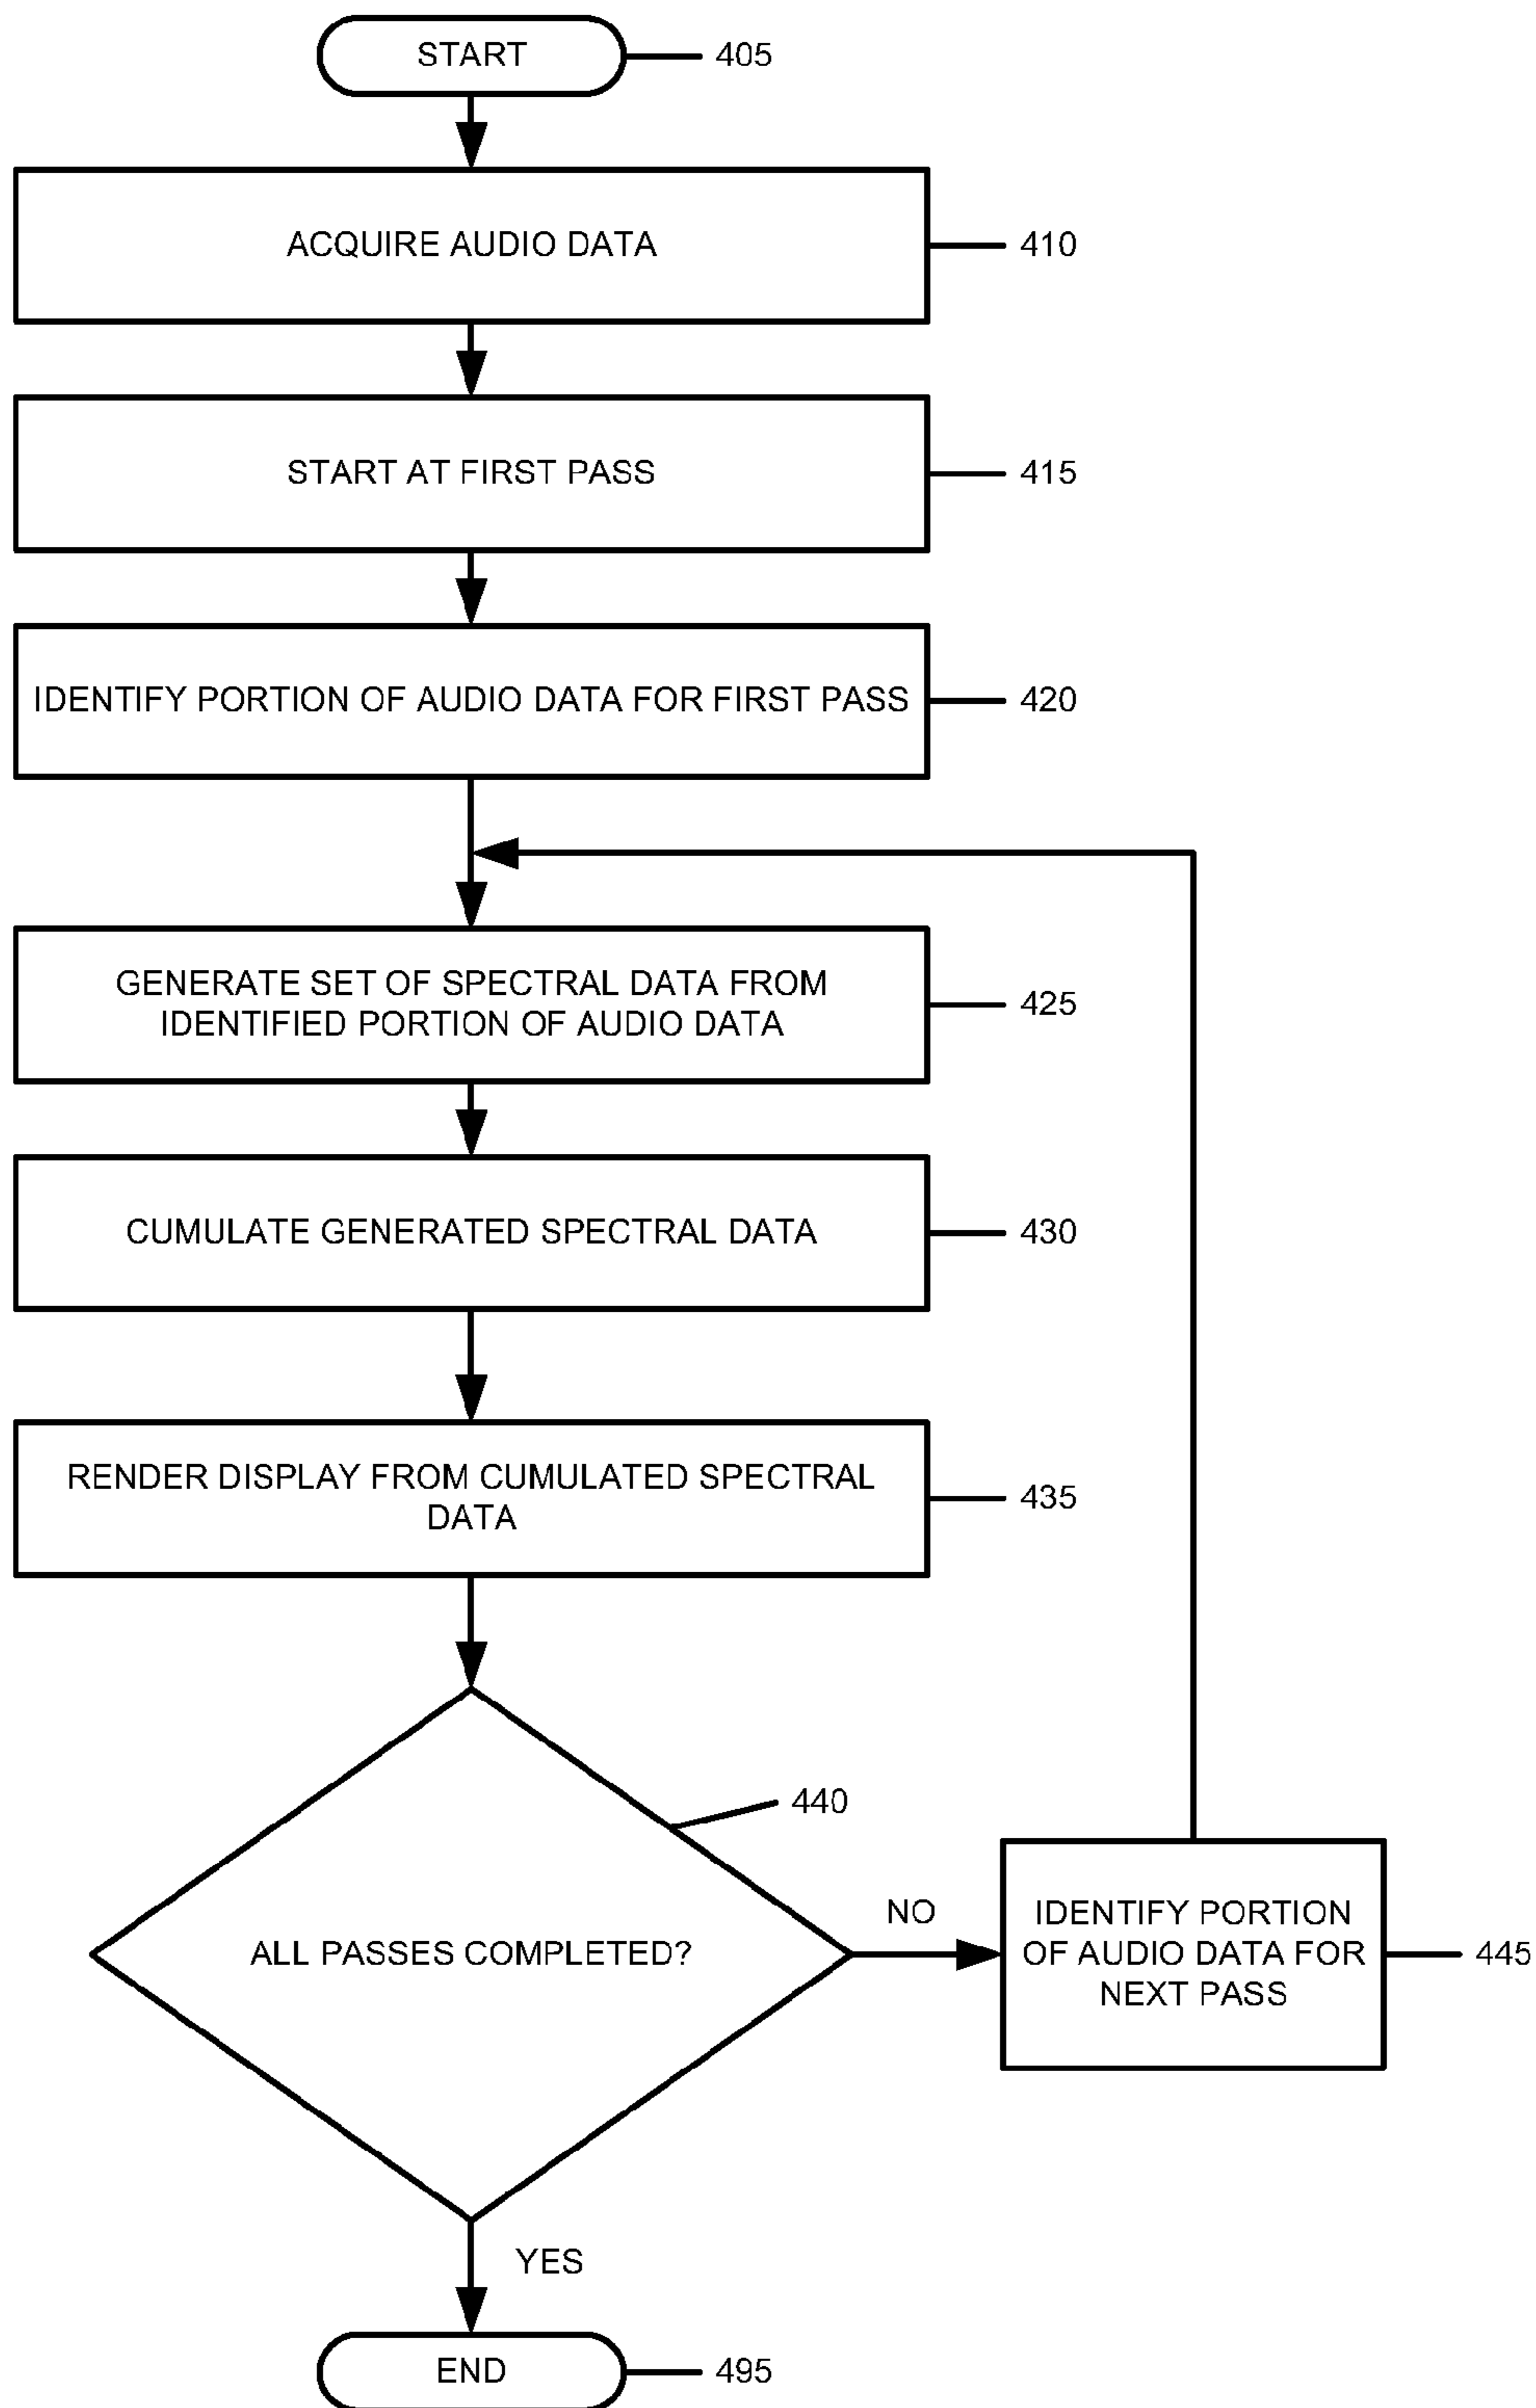 START
405
ACQUIRE AUDIO DATA
410
START AT FIRST PASS
415
IDENTIFY PORTION OF AUDIO DATA FOR FIRST PASS
420
GENERATE SET OF SPECTRAL DATA FROM
IDENTIFIED PORTION OF AUDIO DATA
425
CUMULATE GENERATED SPECTRAL DATA
430
RENDER DISPLAY FROM CUMULATED SPECTRAL
DATA
435
440
ALL PASSES COMPLETED?
NO
IDENTIFY PORTION
OF AUDIO DATA FOR
NEXT PASS
445
YES
END
495